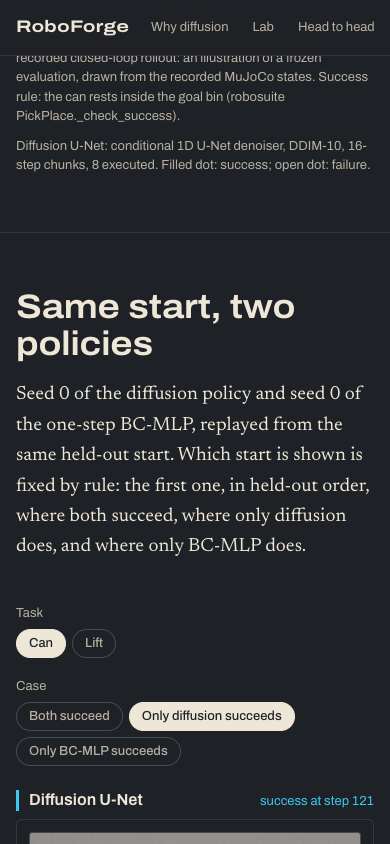 RoboForge Why diffusion Lab Head to head
recorded closed-loop rollout: an illustration of a frozen
evaluation, drawn from the recorded MuJoCo states. Success
rule: the can rests inside the goal bin (robosuite
PickPlace._check_success).
Diffusion U-Net: conditional 1D U-Net denoiser, DDIM-10, 16-
step chunks, 8 executed. Filled dot: success; open dot: failure.
Same start, two
policies
Seed 0 of the diffusion policy and seed 0 of
the one-step BC-MLP, replayed from the
same held-out start. Which start is shown is
fixed by rule: the first one, in held-out order,
where both succeed, where only diffusion
does, and where only BC-MLP does.
Task
Can Lift
Case
Both succeed Only diffusion succeeds
Only BC-MLP succeeds
Diffusion U-Net success at step 121